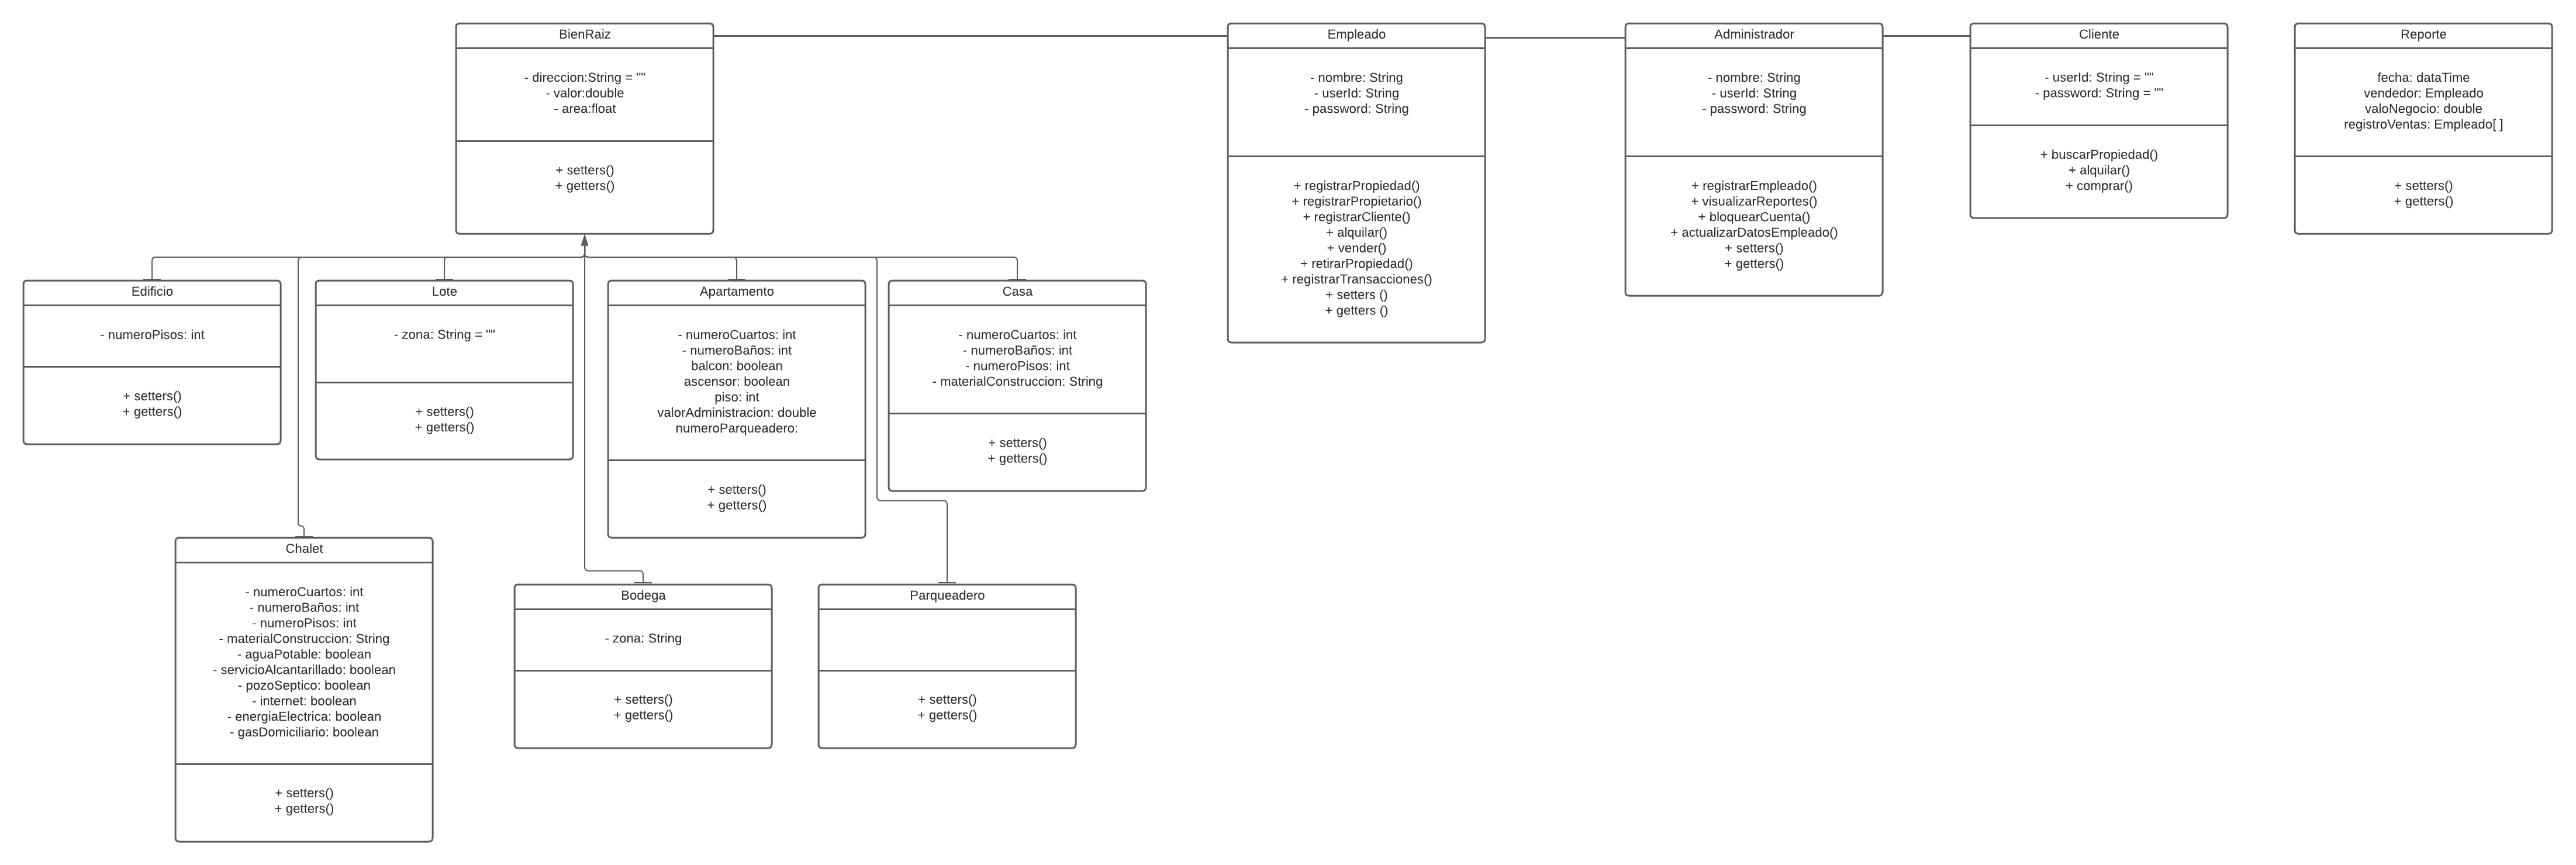 BienRaiz
- direccion:String = ""
- valor:double
- area:float
+ setters()
+ getters()
Empleado
- nombre: String
- userId: String
- password: String
+ registrarPropiedad()
+ registrarPropietario()
+ registrarCliente()
+ alquilar()
+ vender()
+ retirarPropiedad()
+ registrarTransacciones()
+ setters ()
+ getters ()
Administrador
- nombre: String
- userId: String
- password: String
+ registrarEmpleado()
+ visualizarReportes()
+ bloquearCuenta()
+ actualizarDatosEmpleado()
+ setters()
+ getters()
Cliente
- userId: String = ""
- password: String = ""
+ buscarPropiedad()
+ alquilar()
+ comprar()
Reporte
fecha: dataTime
vendedor: Empleado
valoNegocio: double
registroVentas: Empleado[ ]
+ setters()
+ getters()
Edificio
- numeroPisos: int
+ setters()
+ getters()
Lote
- zona: String = ""
+ setters()
+ getters()
Apartamento
- numeroCuartos: int
- numeroBaños: int
balcon: boolean
ascensor: boolean
piso: int
valorAdministracion: double
numeroParqueadero:
+ setters()
+ getters()
Casa
- numeroCuartos: int
- numeroBaños: int
- numeroPisos: int
- materialConstruccion: String
+ setters()
+ getters()
Chalet
- numeroCuartos: int
- numeroBaños: int
- numeroPisos: int
- materialConstruccion: String
- aguaPotable: boolean
- servicioAlcantarillado: boolean
- pozoSeptico: boolean
- internet: boolean
- energiaElectrica: boolean
- gasDomiciliario: boolean
+ setters()
+ getters()
Bodega
- zona: String
+ setters()
+ getters()
Parqueadero
+ setters()
+ getters()